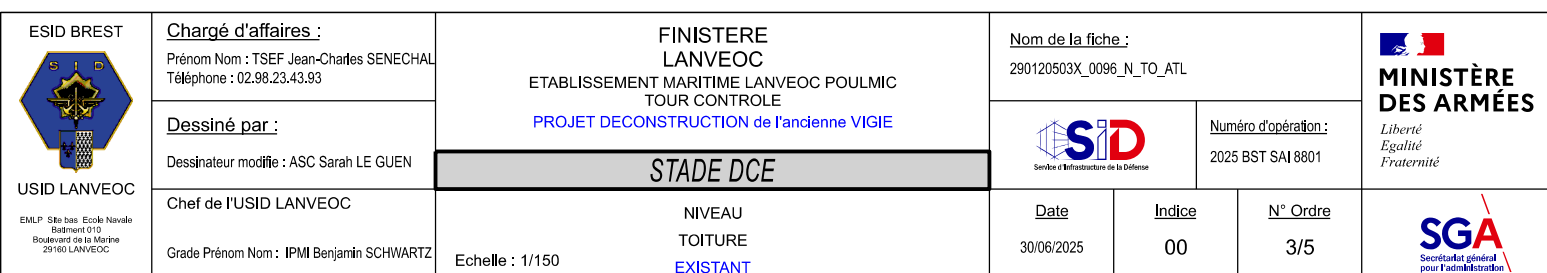 ESID BREST
S I D
USID LANVEOC
EMLP Site bas Ecole Navale
Batiment 010
Boulevard de la Marine
29160 LANVEOC
Chargé d'affaires :
Prénom Nom : TSEF Jean-Charles SENECHAL
Téléphone : 02.98.23.43.93
Dessiné par :
Dessinateur modifie : ASC Sarah LE GUEN
Chef de l'USID LANVEOC
Grade Prénom Nom : IPMI Benjamin SCHWARTZ
FINISTERE
LANVEOC
ETABLISSEMENT MARITIME LANVEOC POULMIC
TOUR CONTROLE
PROJET DECONSTRUCTION de l'ancienne VIGIE
STADE DCE
NIVEAU
TOITURE
Echelle : 1/150
EXISTANT
Nom de la fiche :
290120503X_0096_N_TO_ATL
SiD
Service d'Infrastructure de la Défense
Numéro d'opération :
2025 BST SAI 8801
Date
30/06/2025
Indice
00
N° Ordre
3/5
MINISTÈRE
DES ARMÉES
Liberté
Egalité
Fraternité
SGA
Secrétariat général
pour l'administration